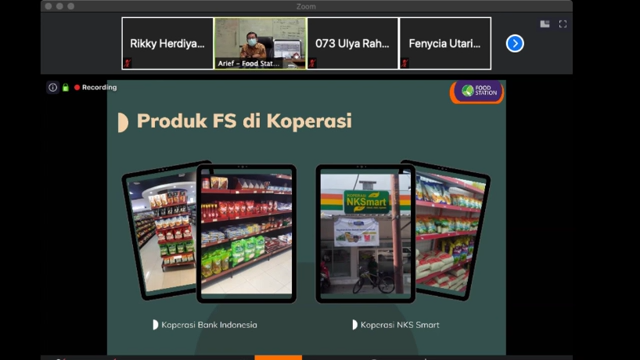 Zoom
Rikky Herdiya...
Arief - Food Stat...
073 Ulya Rah...
Fenycia Utari...
Recording
FOOD
STATION
Produk FS di Koperasi
NKSmart
Koperasi Bank Indonesia
Koperasi NKS Smart